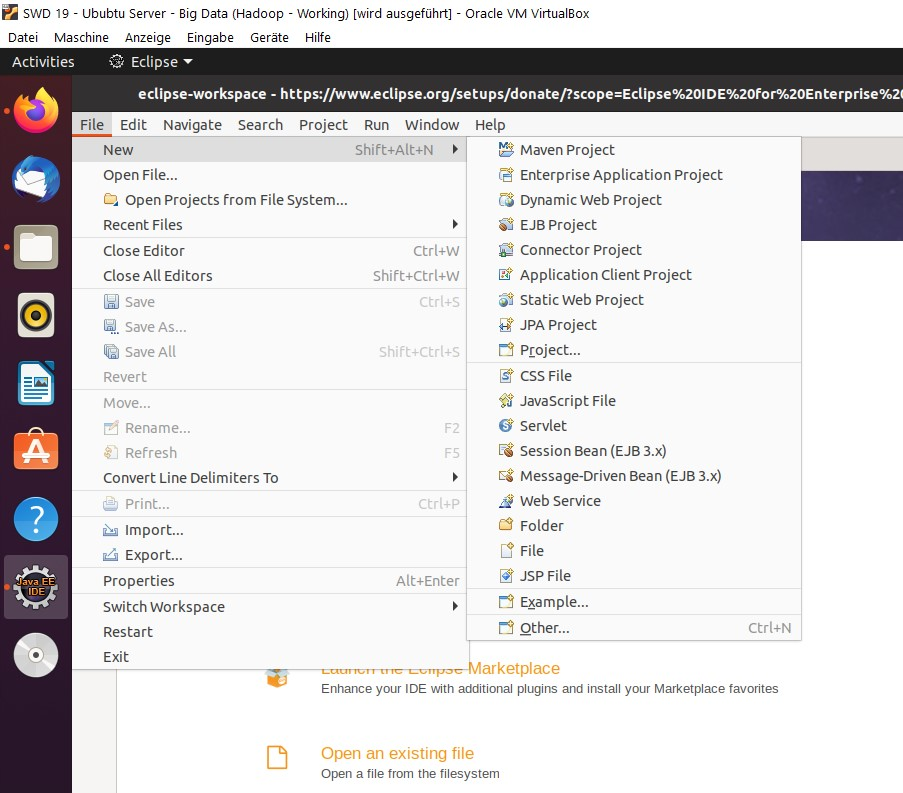 SWD 19 - Ububtu Server - Big Data (Hadoop - Working) [wird ausgeführt] - Oracle VM VirtualBox
Datei Maschine Anzeige Eingabe Geräte Hilfe
Activities Eclipse
eclipse-workspace - https://www.eclipse.org/setups/donate/?scope=Eclipse%20IDE%20for%20Enterprise%20
File Edit Navigate Search Project Run Window Help
New Shift+Alt+N
Open File...
Open Projects from File System...
Recent Files
Close Editor Ctrl+W
Close All Editors Shift+Ctrl+W
Save Ctrl+S
Save As...
Save All Shift+Ctrl+S
Revert
Move...
Rename... F2
Refresh F5
Convert Line Delimiters To
Print... Ctrl+P
Import...
Export...
Properties Alt+Enter
Switch Workspace
Restart
Exit
Maven Project
Enterprise Application Project
Dynamic Web Project
EJB Project
Connector Project
Application Client Project
Static Web Project
JPA Project
Project...
CSS File
JavaScript File
Servlet
Session Bean (EJB 3.x)
Message-Driven Bean (EJB 3.x)
Web Service
Folder
File
JSP File
Example...
Other... Ctrl+N
Java EE
IDE
Launch the Eclipse Marketplace
Enhance your IDE with additional plugins and install your Marketplace favorites
Open an existing file
Open a file from the filesystem